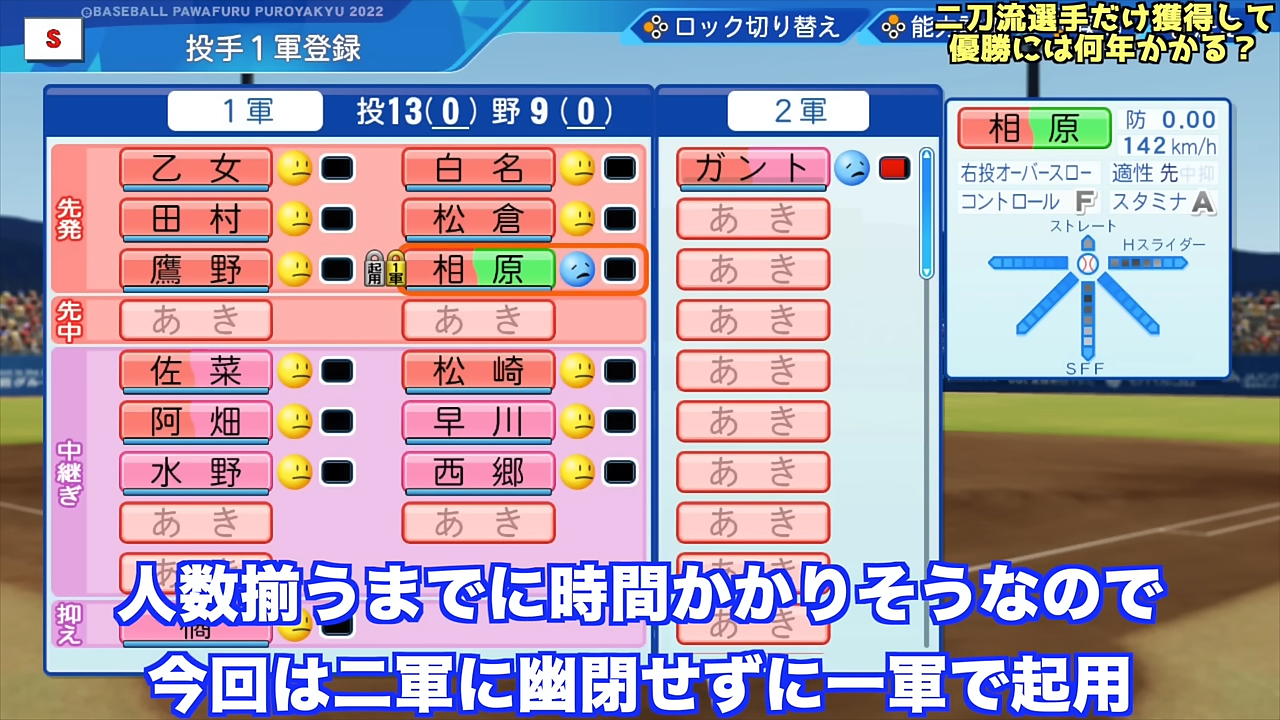 ©BASEBALL PAWAFURU PUROYAKYU 2022
S
投手1軍登録
ロック切り替え
二刀流選手だけ獲得して
優勝には何年かかる?
1軍 投13(0) 野9(0)
2軍
先発
乙女 白名
田村 松倉
鷹野 起用 1軍 相原
先中
あき あき
中継ぎ
佐菜 松崎
阿畑 早川
水野 西郷
あき あき
抑え
ガント
あき
あき
あき
あき
あき
あき
あき
あき
相原 防 0.00
142km/h
右投オーバースロー 適性 先中抑
コントロール F スタミナ A
ストレート
Hスライダー
SFF
人数揃うまでに時間かかりそうなので
今回は二軍に幽閉せずに一軍で起用